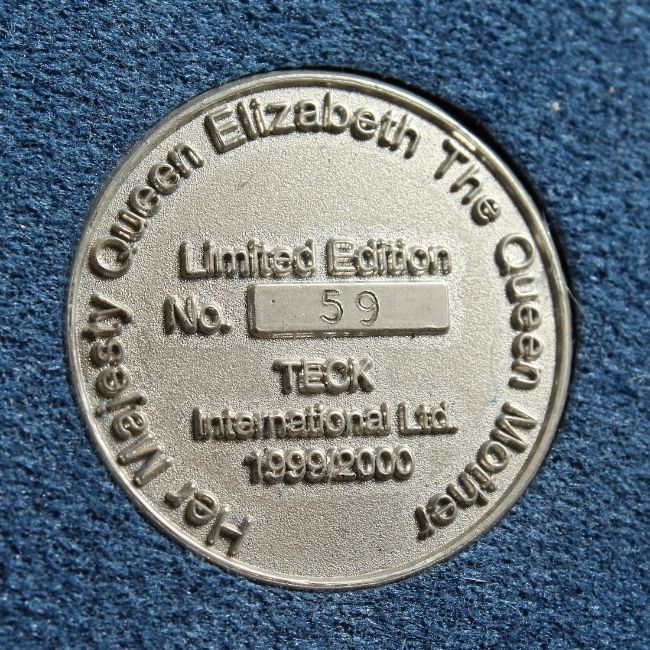 Her Majesty Queen Elizabeth The Queen Mother
Limited Edition
No. 59
TECK
International Ltd.
1999/2000